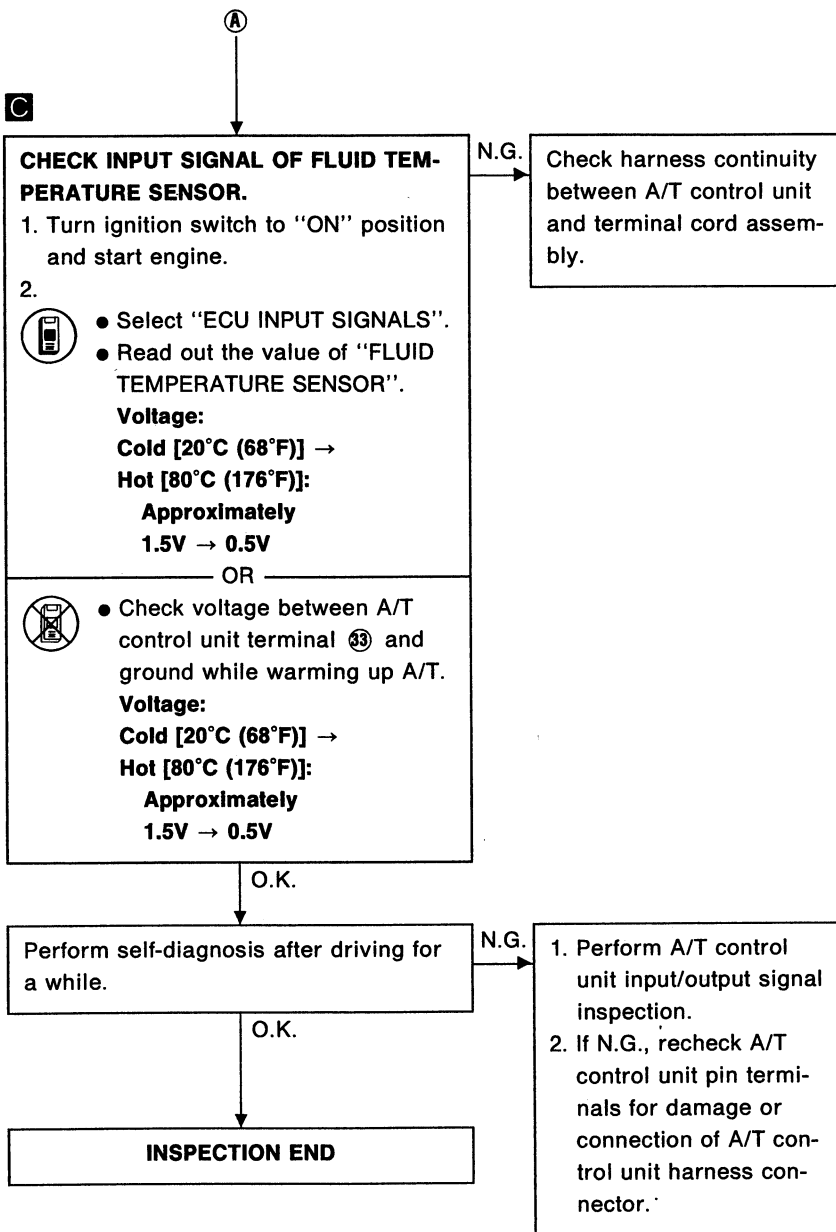 Ⓐ
C
CHECK INPUT SIGNAL OF FLUID TEM-
PERATURE SENSOR.
1. Turn ignition switch to "ON" position
and start engine.
2.
● Select "ECU INPUT SIGNALS".
● Read out the value of "FLUID
TEMPERATURE SENSOR".
Voltage:
Cold [20°C (68°F)] →
Hot [80°C (176°F)]:
Approximately
1.5V → 0.5V
OR
● Check voltage between A/T
control unit terminal ㉝ and
ground while warming up A/T.
Voltage:
Cold [20°C (68°F)] →
Hot [80°C (176°F)]:
Approximately
1.5V → 0.5V
N.G.
Check harness continuity
between A/T control unit
and terminal cord assem-
bly.
O.K.
Perform self-diagnosis after driving for
a while.
N.G.
1. Perform A/T control
unit input/output signal
inspection.
2. If N.G., recheck A/T
control unit pin termi-
nals for damage or
connection of A/T con-
trol unit harness con-
nector.
O.K.
INSPECTION END